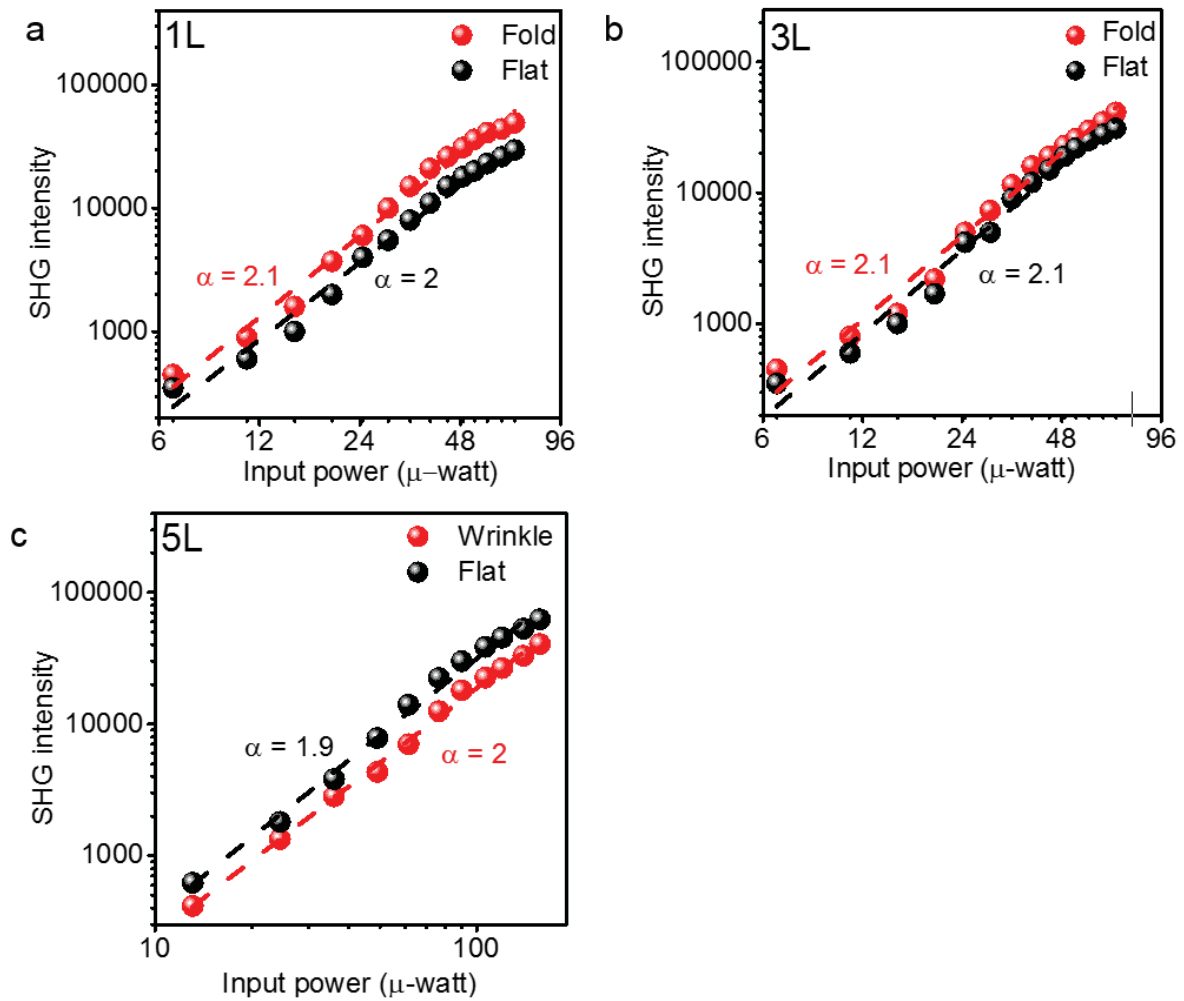 a
1L
Fold
Flat
100000
10000
1000
SHG intensity
α = 2.1
α = 2
6
12
24
48
96
Input power (μ−watt)
b
3L
Fold
Flat
100000
10000
1000
SHG intensity
α = 2.1
α = 2.1
6
12
24
48
96
Input power (μ-watt)
c
5L
Wrinkle
Flat
100000
10000
1000
SHG intensity
α = 1.9
α = 2
10
100
Input power (μ-watt)